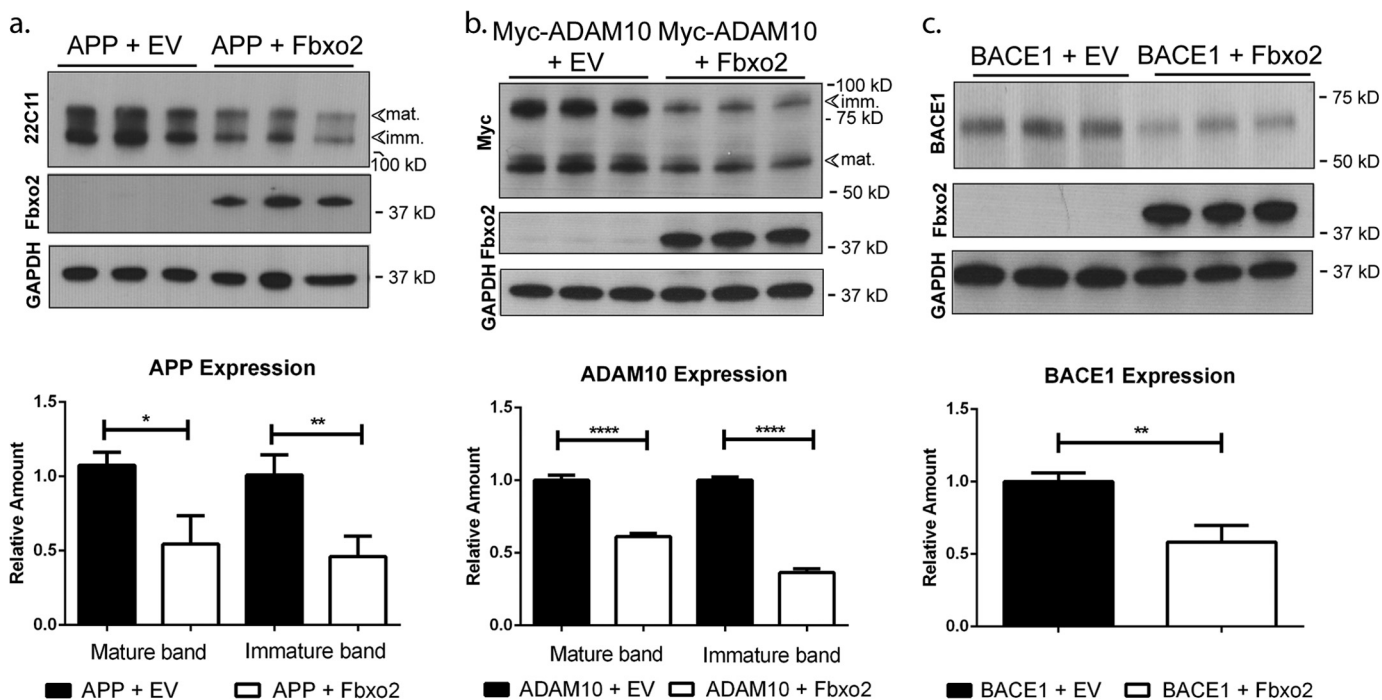 a.
APP + EV APP + Fbxo2
22C11
mat.
imm.
100 kD
Fbxo2
- 37 kD
GAPDH
- 37 kD
APP Expression
Relative Amount
1.5
1.0
0.5
0.0
*
**
Mature band Immature band
APP + EV APP + Fbxo2
b.
Myc-ADAM10 Myc-ADAM10
+ EV + Fbxo2
Myc
- 100 kD
imm.
- 75 kD
mat.
- 50 kD
Fbxo2
- 37 kD
GAPDH
- 37 kD
ADAM10 Expression
Relative Amount
1.5
1.0
0.5
0.0
****
****
Mature band Immature band
ADAM10 + EV ADAM10 + Fbxo2
c.
BACE1 + EV BACE1 + Fbxo2
BACE1
- 75 kD
- 50 kD
Fbxo2
- 37 kD
GAPDH
- 37 kD
BACE1 Expression
Relative Amount
1.5
1.0
0.5
0.0
**
BACE1 + EV BACE1 + Fbxo2